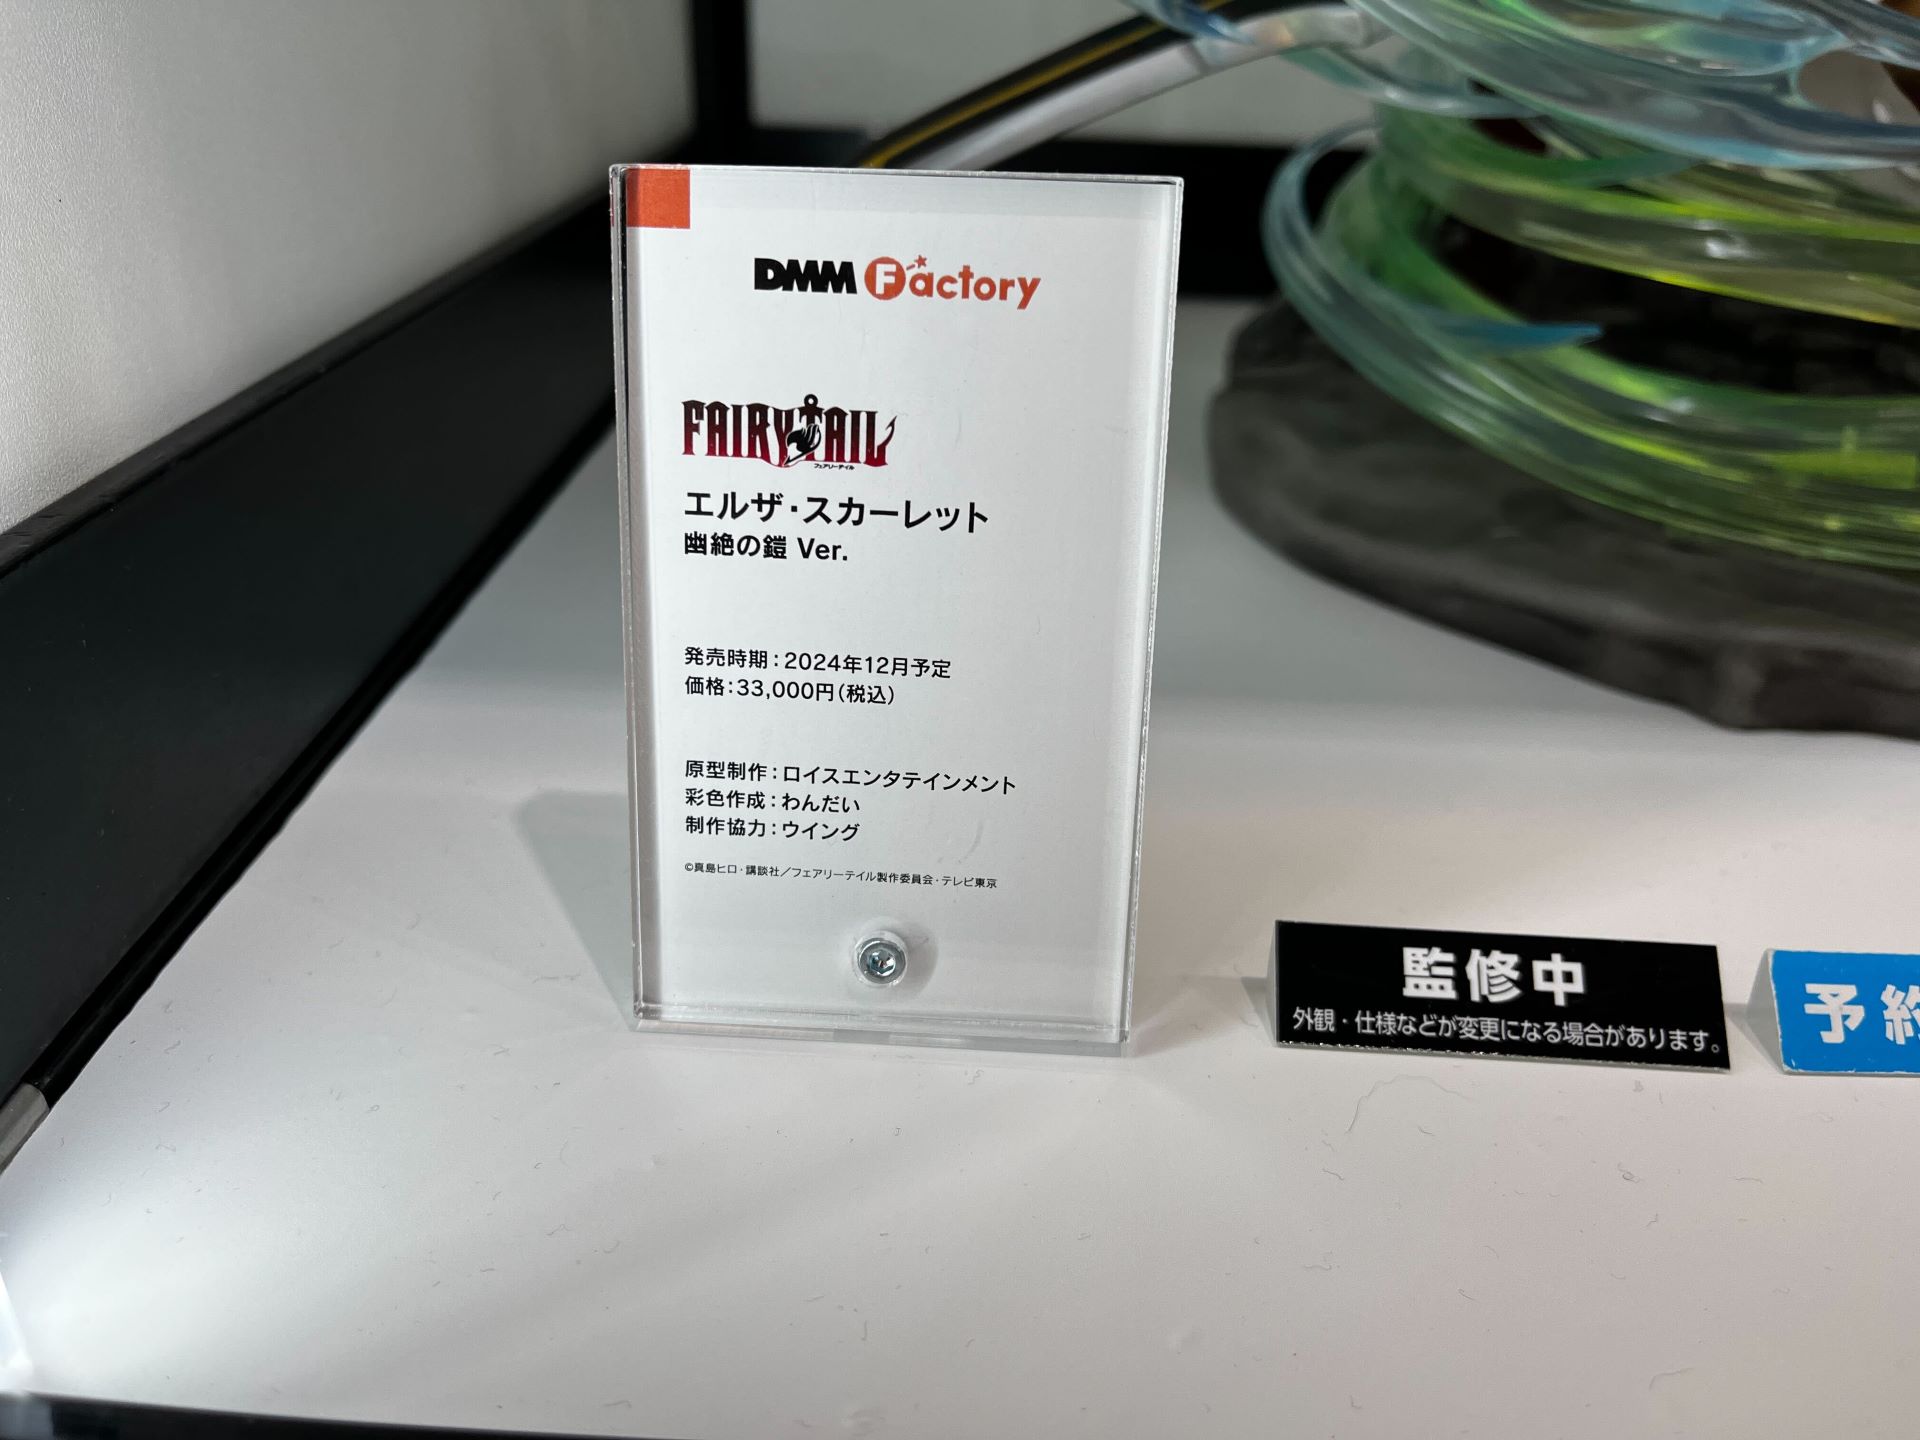 DMM Factory
FAIRY TAIL
フェアリーテイル
エルザ・スカーレット
幽絶の鎧 Ver.
発売時期：2024年12月予定
価格：33,000円（税込）
原型制作：ロイスエンタテインメント
彩色作成：わんだい
制作協力：ウイング
©真島ヒロ・講談社／フェアリーテイル製作委員会・テレビ東京
監修中
外観・仕様などが変更になる場合があります。
予約